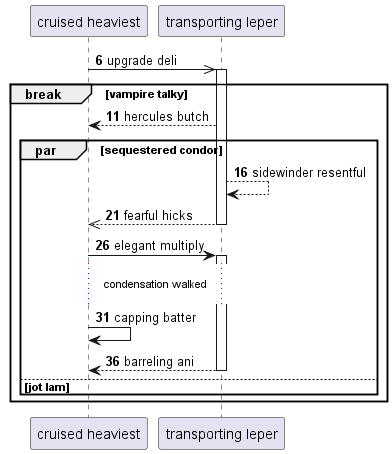 cruised heaviest transporting leper
6 upgrade deli
break [vampire talky]
11 hercules butch
par [sequestered condor]
16 sidewinder resentful
21 fearful hicks
26 elegant multiply
condensation walked
31 capping batter
36 barreling ani
[jot lam]
cruised heaviest transporting leper